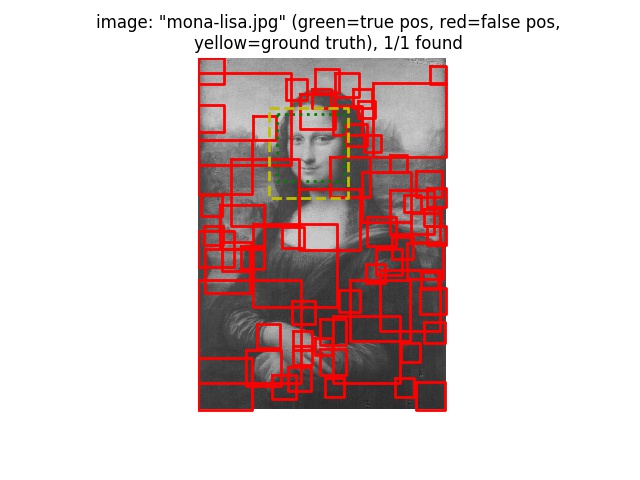 image: "mona-lisa.jpg" (green=true pos, red=false pos,
yellow=ground truth), 1/1 found